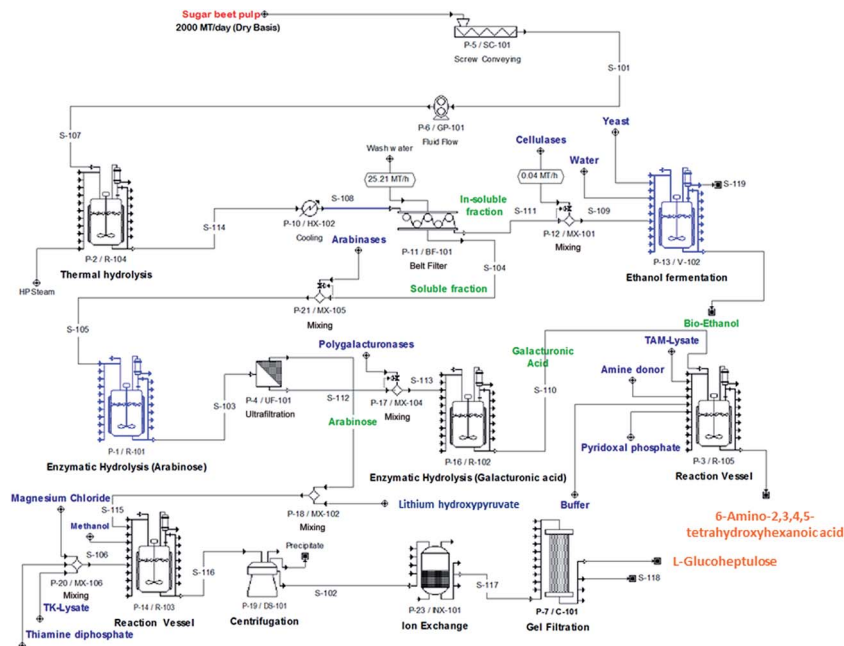 Sugar beet pulp
2000 MT/day (Dry Basis)
P-5 / SC-101
Screw Conveying
S-101
P-6 / GP-101
Fluid Flow
S-107
Wash water
25.21 MT/h
Cellulases
0.04 MT/h
Yeast
Water
S-119
S-108
P-10 / HX-102
Cooling
S-114
In-soluble
fraction
S-111
S-109
P-12 / MX-101
Mixing
P-13 / V-102
Ethanol fermentation
P-2 / R-104
Thermal hydrolysis
HP Steam
Arabinases
P-11 / BF-101
Belt Filter
S-104
Soluble fraction
P-21 / MX-105
Mixing
S-105
Bio-Ethanol
Polygalacturonases
Galacturonic
Acid
TAM-Lysate
Amine donor
S-103
P-4 / UF-101
Ultrafiltration
S-112
P-17 / MX-104
Mixing
S-113
S-110
Arabinose
P-1 / R-101
Enzymatic Hydrolysis (Arabinose)
P-16 / R-102
Enzymatic Hydrolysis (Galacturonic acid)
Pyridoxal phosphate
P-3 / R-105
Reaction Vessel
Buffer
Magnesium Chloride
S-115
P-18 / MX-102
Mixing
Lithium hydroxypyruvate
6-Amino-2,3,4,5-
tetrahydroxyhexanoic acid
Methanol
S-106
P-20 / MX-106
Mixing
TK-Lysate
Thiamine diphosphate
P-14 / R-103
Reaction Vessel
S-116
Precipitate
P-19 / DS-101
Centrifugation
S-102
P-23 / INX-101
Ion Exchange
S-117
P-7 / C-101
Gel Filtration
L-Glucoheptulose
S-118